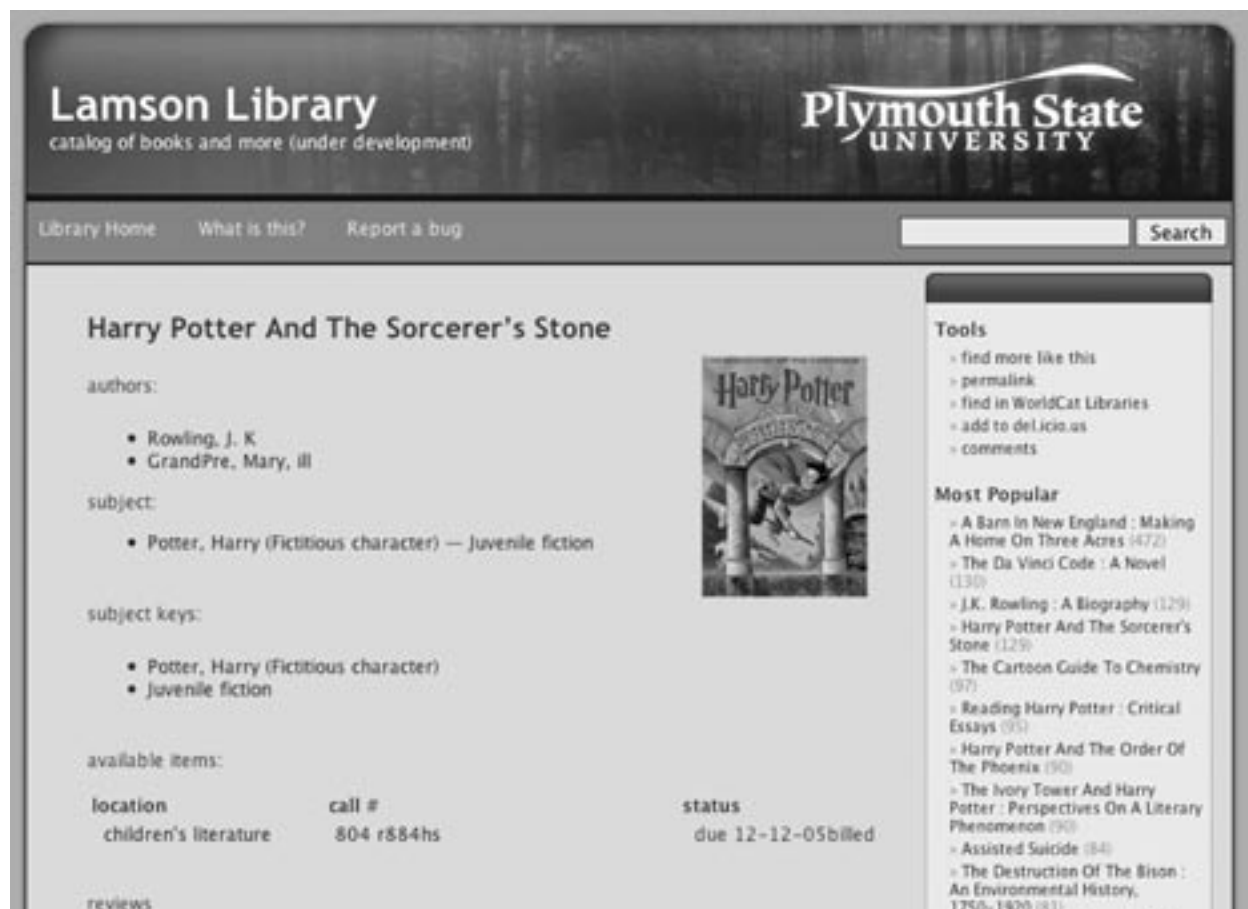 Lamson Library
catalog of books and more (under development)
Plymouth State
UNIVERSITY
Library Home
What is this?
Report a bug
Search
Harry Potter And The Sorcerer's Stone
authors:
• Rowling, J. K
• GrandPre, Mary, ill
subject:
• Potter, Harry (Fictitious character) — Juvenile fiction
subject keys:
• Potter, Harry (Fictitious character)
• Juvenile fiction
available items:
location call # status
children's literature 804 r884hs due 12-12-05billed
reviews
Harry Potter
Tools
» find more like this
» permalink
» find in WorldCat Libraries
» add to del.icio.us
» comments
Most Popular
» A Barn In New England : Making
A Home On Three Acres (472)
» The Da Vinci Code : A Novel
(130)
» J.K. Rowling : A Biography (129)
» Harry Potter And The Sorcerer's
Stone (129)
» The Cartoon Guide To Chemistry
(97)
» Reading Harry Potter : Critical
Essays (95)
» Harry Potter And The Order Of
The Phoenix (90)
» The Ivory Tower And Harry
Potter : Perspectives On A Literary
Phenomenon (90)
» Assisted Suicide (84)
» The Destruction Of The Bison :
An Environmental History,
1750-1920 (83)